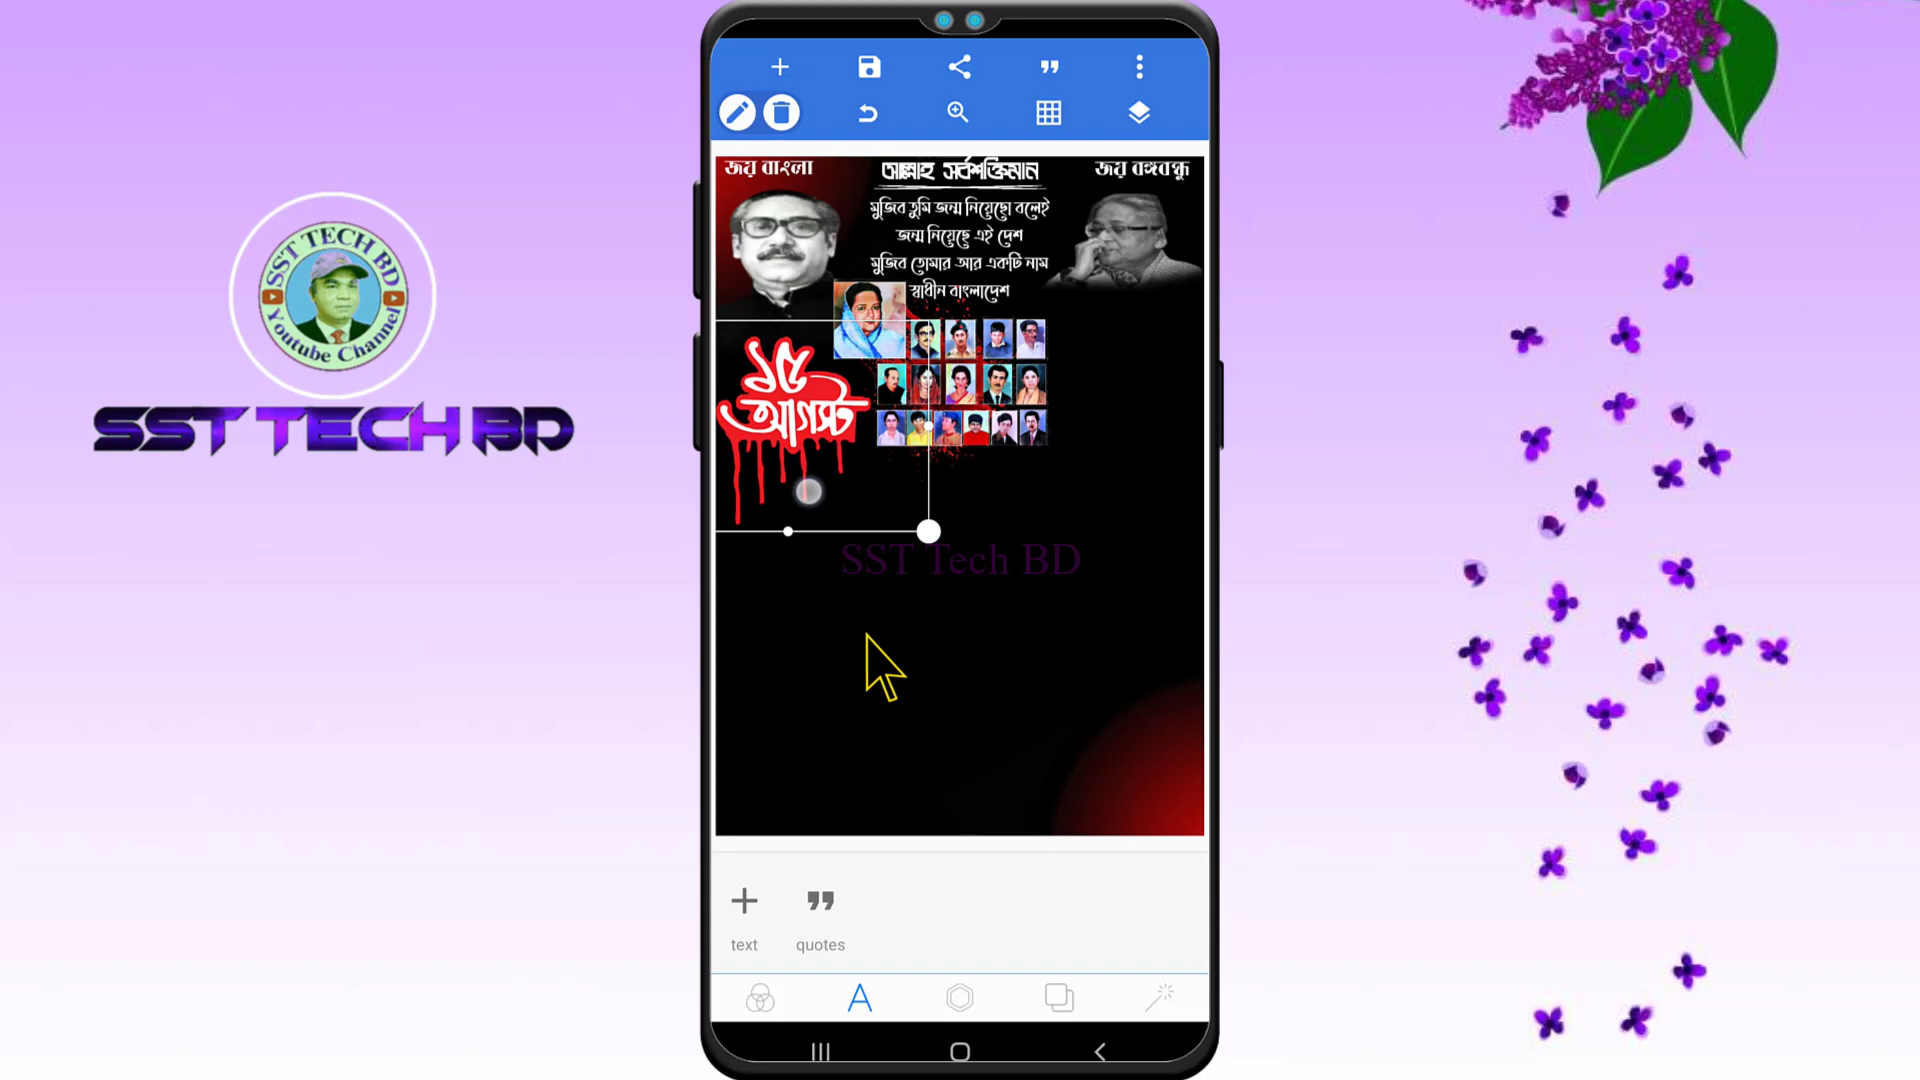 জয় বাংলা
আল্লাহ সর্বশক্তিমান
জয় বঙ্গবন্ধু
মুজিব তুমি জন্ম নিয়েছো বলেই
জন্ম নিয়েছে এই দেশ
মুজিব তোমার আর একটি নাম
স্বাধীন বাংলাদেশ
১৫
আগস্ট
SST TECH BD
Youtube Channel
SST TECH BD
SST Tech BD
text
quotes